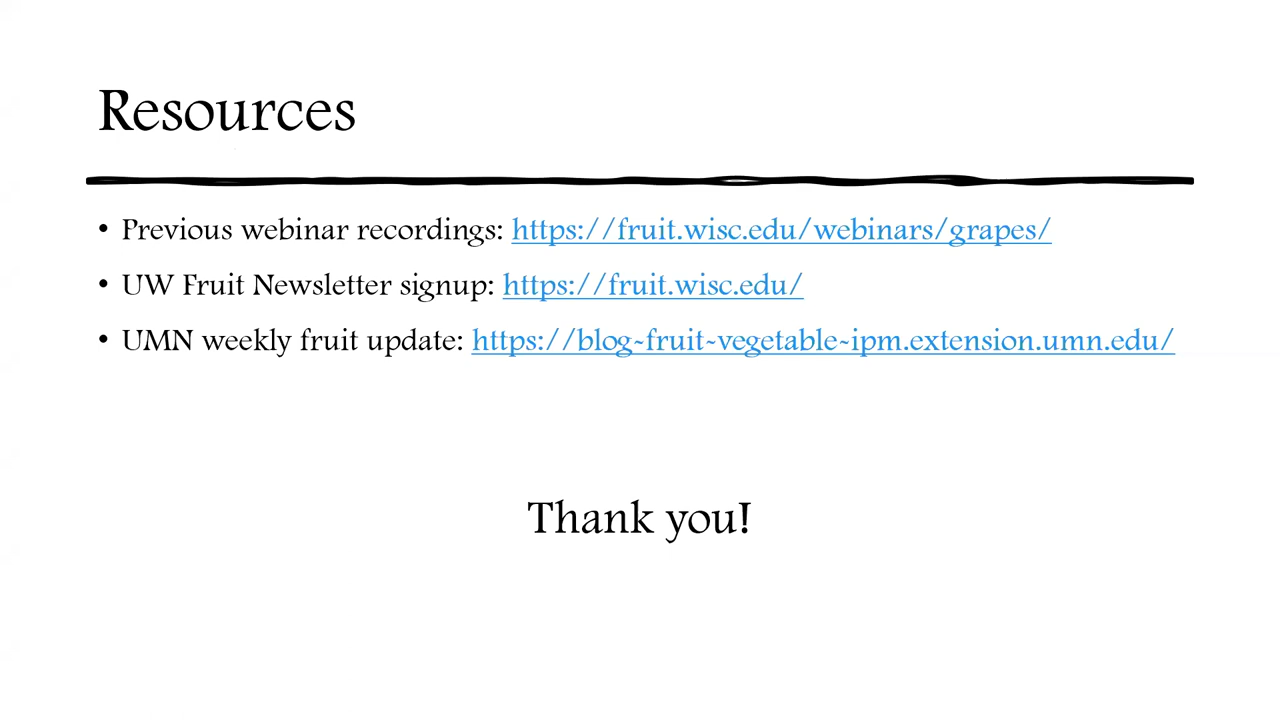 Resources
• Previous webinar recordings: https://fruit.wisc.edu/webinars/grapes/
• UW Fruit Newsletter signup: https://fruit.wisc.edu/
• UMN weekly fruit update: https://blog-fruit-vegetable-ipm.extension.umn.edu/
Thank you!